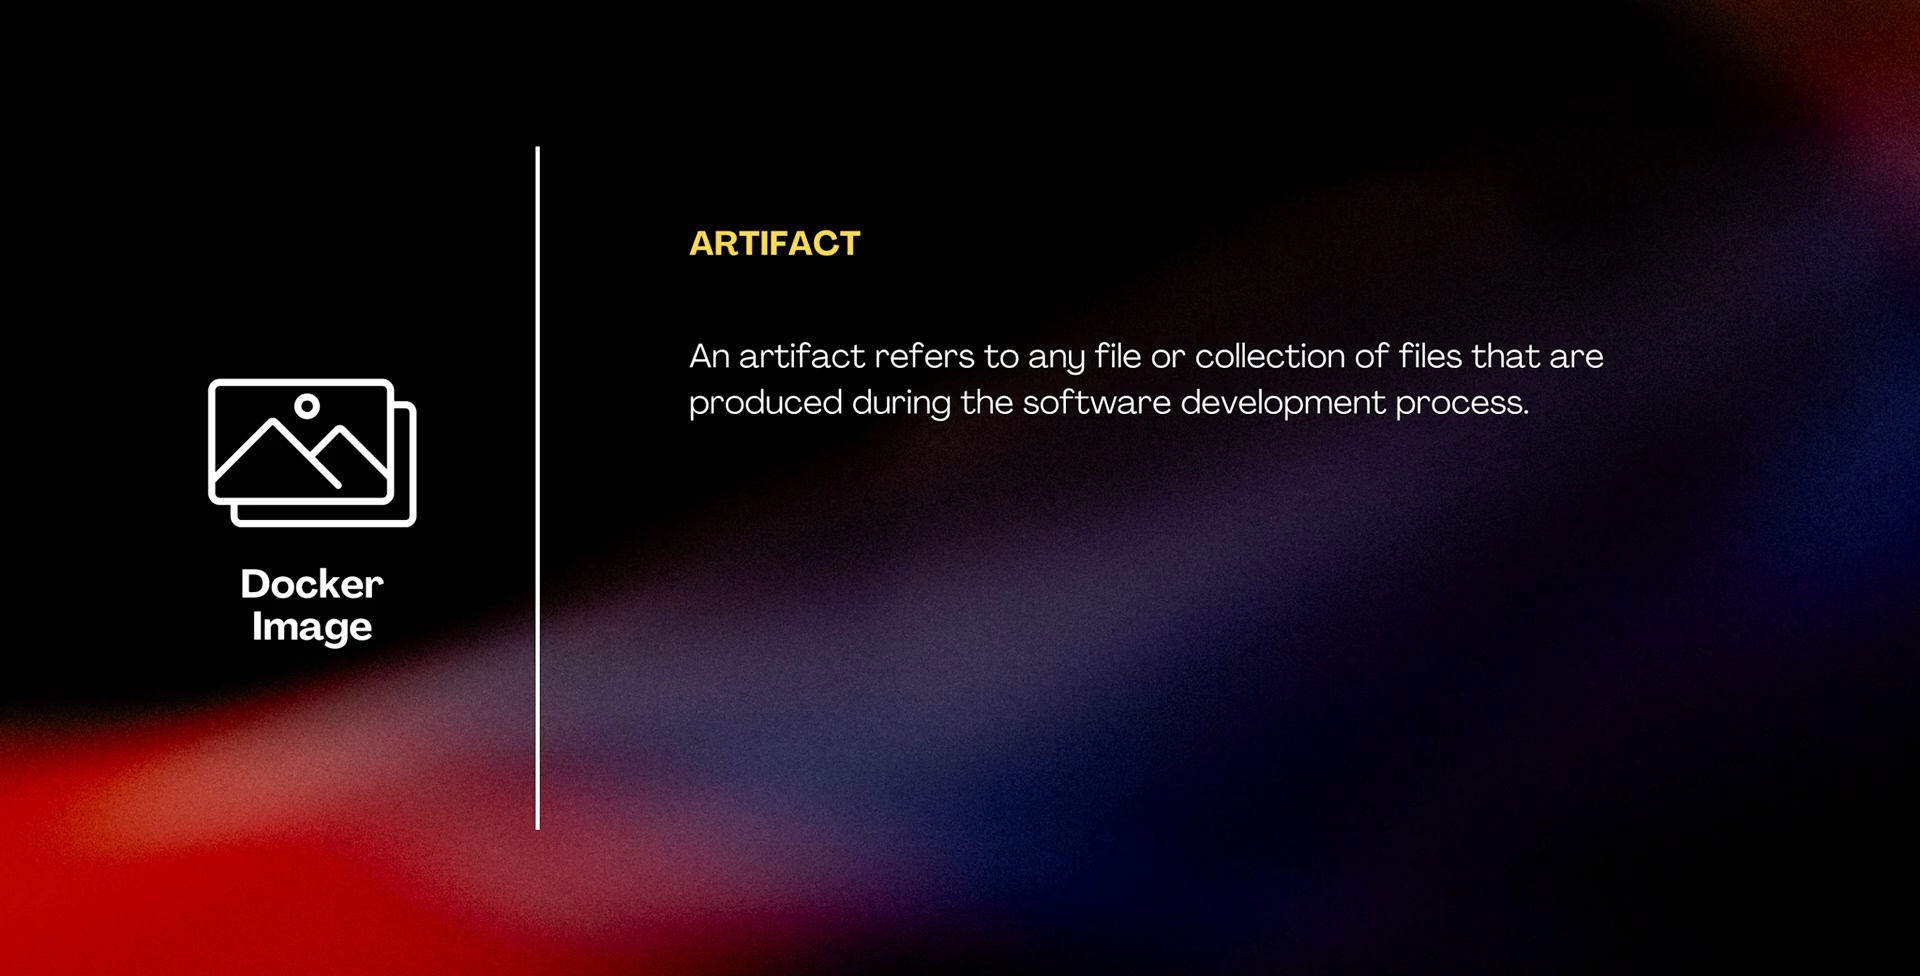 Docker
Image
ARTIFACT
An artifact refers to any file or collection of files that are
produced during the software development process.